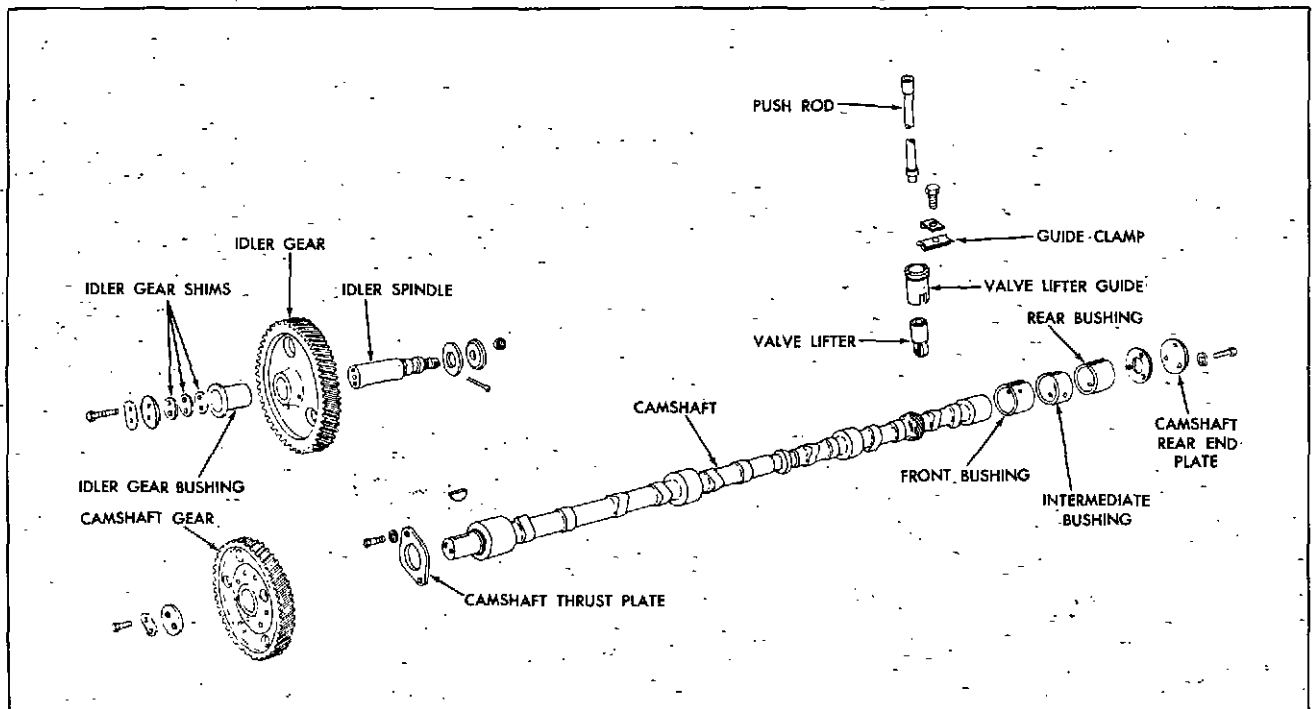 PUSH ROD
GUIDE CLAMP
IDLER GEAR
IDLER GEAR SHIMS
IDLER SPINDLE
VALVE LIFTER GUIDE
REAR BUSHING
VALVE LIFTER
CAMSHAFT
CAMSHAFT
REAR END
PLATE
FRONT BUSHING
INTERMEDIATE
BUSHING
IDLER GEAR BUSHING
CAMSHAFT GEAR
CAMSHAFT THRUST PLATE